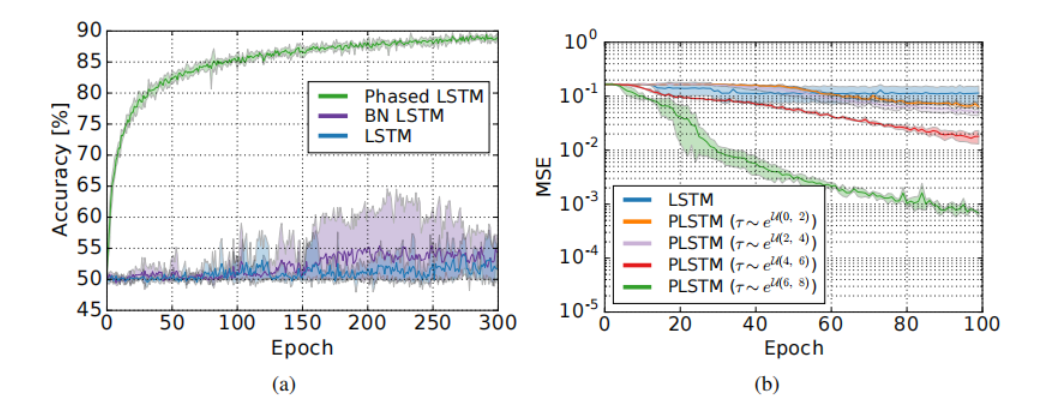 90
85
80
75
70
65
60
55
50
45
Accuracy [%]
Phased LSTM
BN LSTM
LSTM
0 50 100 150 200 250 300
Epoch
(a)
10^0
10^-1
10^-2
10^-3
10^-4
10^-5
MSE
LSTM
PLSTM (τ∼e^𝒰(0, 2))
PLSTM (τ∼e^𝒰(2, 4))
PLSTM (τ∼e^𝒰(4, 6))
PLSTM (τ∼e^𝒰(6, 8))
0 20 40 60 80 100
Epoch
(b)